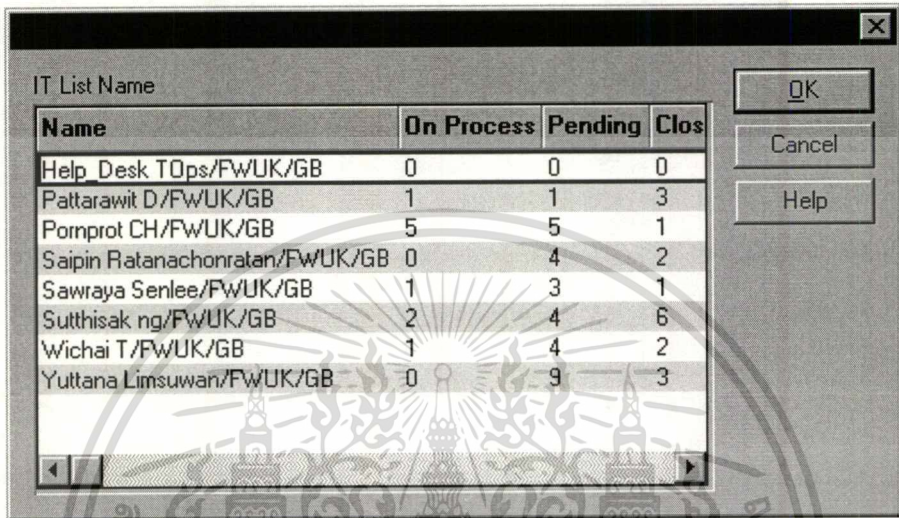 IT List Name
OK
Cancel
Help
Name On Process Pending Clos
Help_Desk TOps/FWUK/GB 0 0 0
Pattarawit D/FWUK/GB 1 1 3
Pornprot CH/FWUK/GB 5 5 1
Saipin Ratanachonratan/FWUK/GB 0 4 2
Sawraya Senlee/FWUK/GB 1 3 1
Sutthisak ng/FWUK/GB 2 4 6
Wichai T/FWUK/GB 1 4 2
Yuttana Limsuwan/FWUK/GB 0 9 3